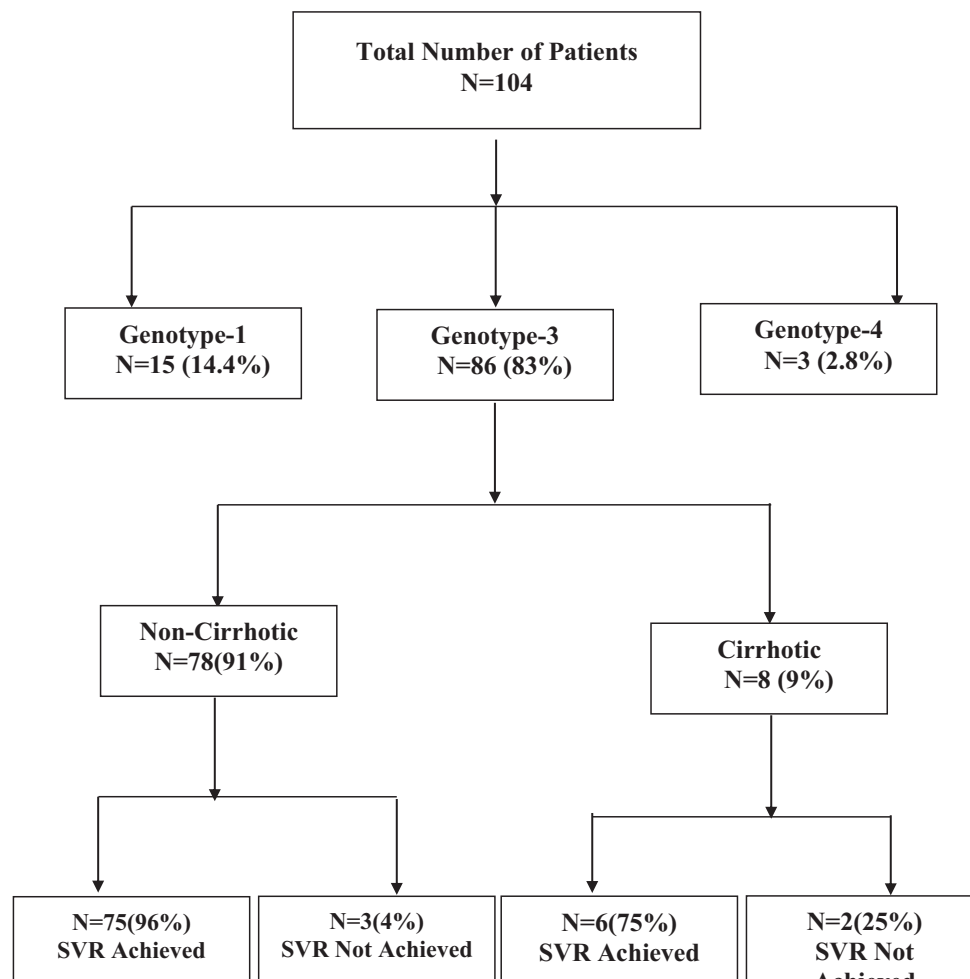 Total Number of Patients
N=104
Genotype-1
N=15 (14.4%)
Genotype-3
N=86 (83%)
Genotype-4
N=3 (2.8%)
Non-Cirrhotic
N=78(91%)
Cirrhotic
N=8 (9%)
N=75(96%)
SVR Achieved
N=3(4%)
SVR Not Achieved
N=6(75%)
SVR Achieved
N=2(25%)
SVR Not
Achieved